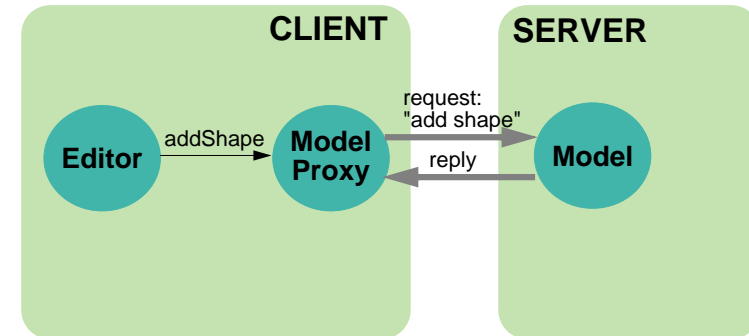 CLIENT
SERVER
Editor
addShape
Model
Proxy
request:
"add shape"
reply
Model